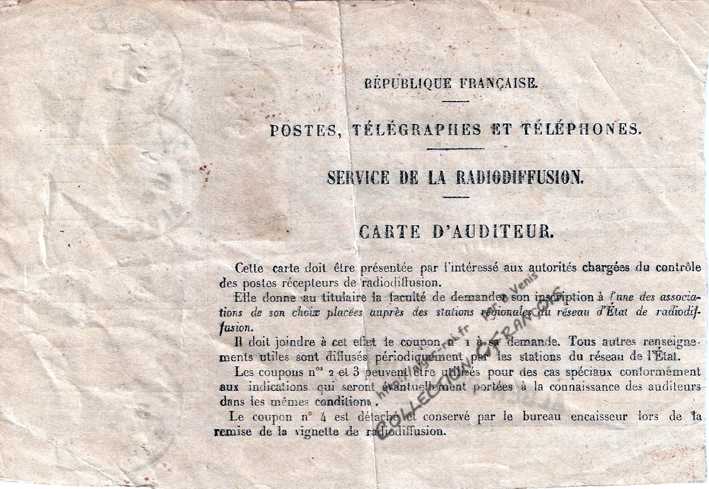 RÉPUBLIQUE FRANÇAISE.
POSTES, TÉLÉGRAPHES ET TÉLÉPHONES.
SERVICE DE LA RADIODIFFUSION.
CARTE D'AUDITEUR.
Cette carte doit être présentée par l'intéressé aux autorités chargées du contrôle
des postes récepteurs de radiodiffusion.
Elle donne au titulaire la faculté de demander son inscription à l'une des associa-
tions de son choix placées auprès des stations régionales du réseau d'État de radiodif-
fusion.
Il doit joindre à cet effet le coupon n° 1 à sa demande. Tous autres renseigne-
ments utiles sont diffusés périodiquement par les stations du réseau de l'État.
Les coupons nos 2 et 3 peuvent être utilisés pour des cas spéciaux conformément
aux indications qui seront éventuellement portées à la connaissance des auditeurs
dans les mêmes conditions.
Le coupon n° 4 est détaché et conservé par le bureau encaisseur lors de la
remise de la vignette de radiodiffusion.
COLLECTION FRANCOIS